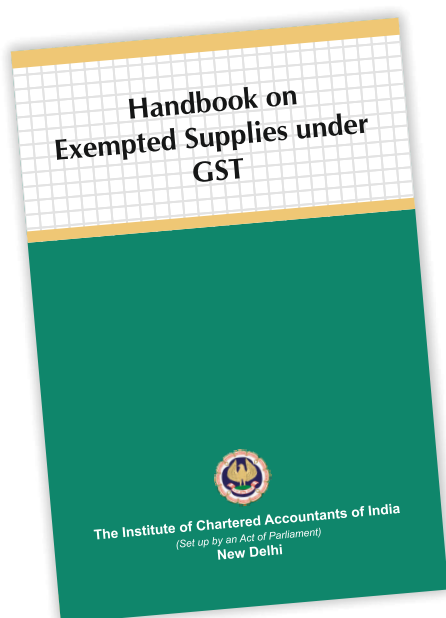 Handbook on
Exempted Supplies under
GST
The Institute of Chartered Accountants of India
(Set up by an Act of Parliament)
New Delhi